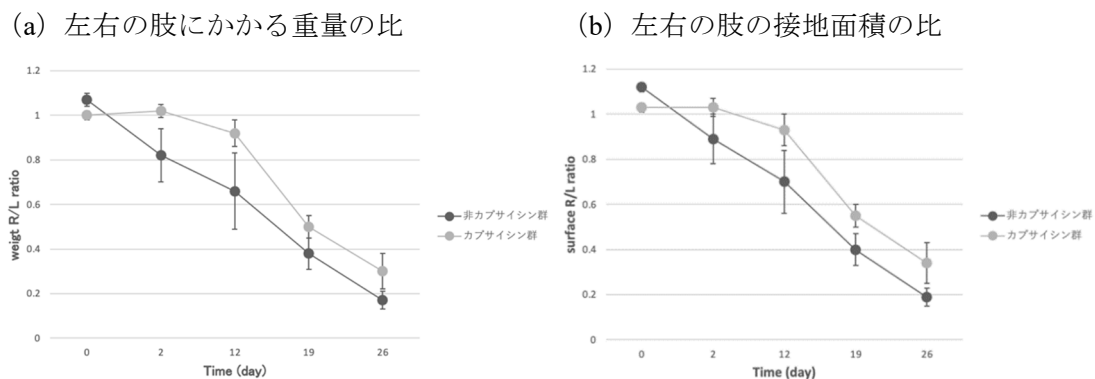 (a) 左右の肢にかかる重量の比
1.2
1
0.8
0.6
0.4
0.2
0
weigt R/L ratio
0 2 12 19 26
Time (day)
非カプサイシン群
カプサイシン群
(b) 左右の肢の接地面積の比
1.2
1
0.8
0.6
0.4
0.2
0
surface R/L ratio
0 2 12 19 26
Time (day)
非カプサイシン群
カプサイシン群